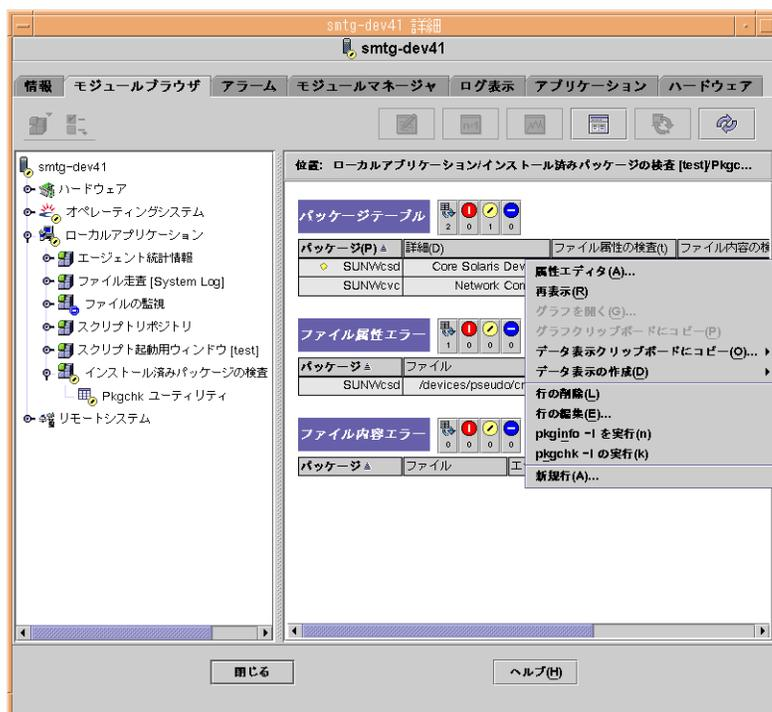 smtg-dev41 詳細
smtg-dev41
情報 モジュールブラウザ アラーム モジュールマネージャ ログ表示 アプリケーション ハードウェア
smtg-dev41
ハードウェア
オペレーティングシステム
ローカルアプリケーション
エージェント統計情報
ファイル走査 [System Log]
ファイルの監視
スクリプトリポジトリ
スクリプト起動用ウィンドウ [test]
インストール済みパッケージの検査
Pkgchk ユーティリティ
リモートシステム
位置: ローカルアプリケーション/インストール済みパッケージの検査 [test]/Pkgc...
パッケージテーブル 2 0 1 0
パッケージ(P) 詳細(D) ファイル属性の検査(t) ファイル内容の検
SUNWcsd Core Solaris Dev
SUNWcvc Network Con
ファイル属性エラー 1 0 0 0
パッケージ ファイル
SUNWcsd /devices/pseudo/cr
ファイル内容エラー 0 0 0 0
パッケージ ファイル エ
属性エディタ(A)...
再表示(R)
グラフを開く(G)...
グラフクリップボードにコピー(P)
データ表示クリップボードにコピー(O)...
データ表示の作成(D)
行の削除(L)
行の編集(E)...
pkginfo -l を実行(n)
pkgchk -l の実行(k)
新規行(A)...
閉じる
ヘルプ(H)